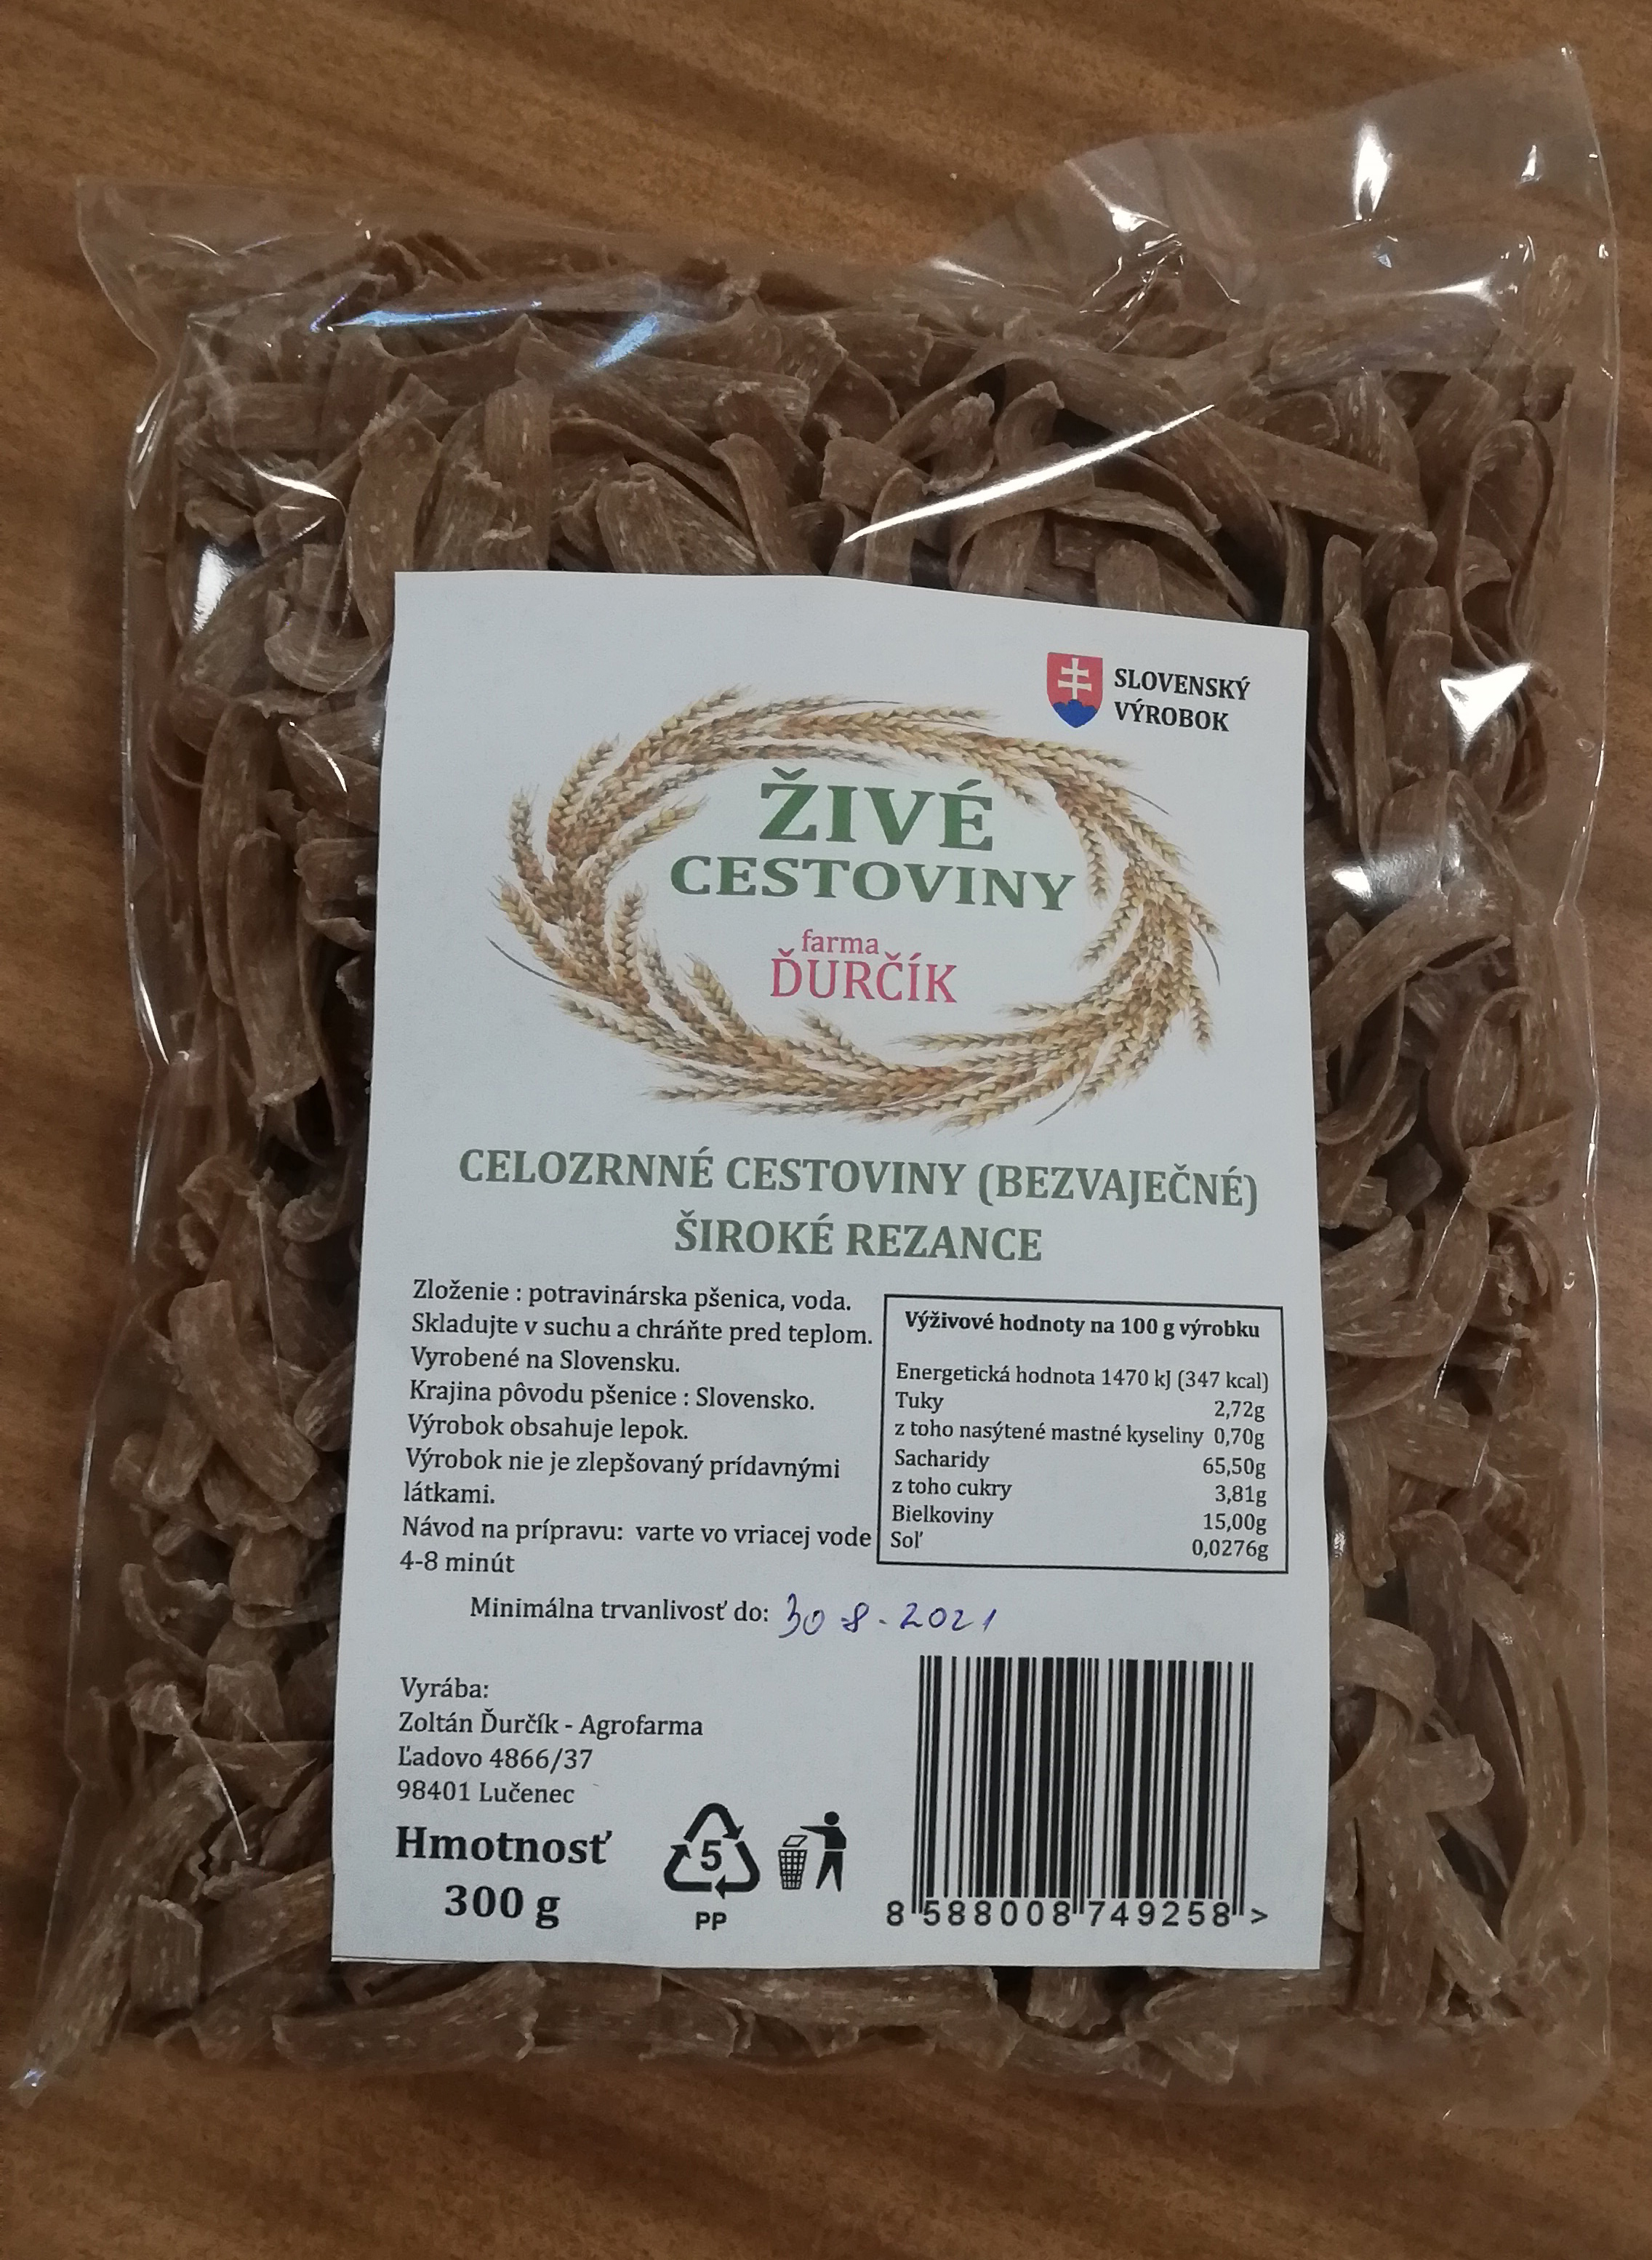 SLOVENSKÝ
VÝROBOK
ŽIVÉ
CESTOVINY
farma
ĎURČÍK
CELOZRNNÉ CESTOVINY (BEZVAJEČNÉ)
ŠIROKÉ REZANCE
Zloženie : potravinárska pšenica, voda.
Skladujte v suchu a chráňte pred teplom.
Vyrobené na Slovensku.
Krajina pôvodu pšenice : Slovensko.
Výrobok obsahuje lepok.
Výrobok nie je zlepšovaný prídavnými
látkami.
Návod na prípravu: varte vo vriacej vode
4-8 minút
Výživové hodnoty na 100 g výrobku
Energetická hodnota 1470 kJ (347 kcal)
Tuky 2,72g
z toho nasýtené mastné kyseliny 0,70g
Sacharidy 65,50g
z toho cukry 3,81g
Bielkoviny 15,00g
Soľ 0,0276g
Minimálna trvanlivosť do: 30 8. 2021
Vyrába:
Zoltán Ďurčík - Agrofarma
Ľadovo 4866/37
98401 Lučenec
Hmotnosť
300 g
5
PP
8 588008 749258 >